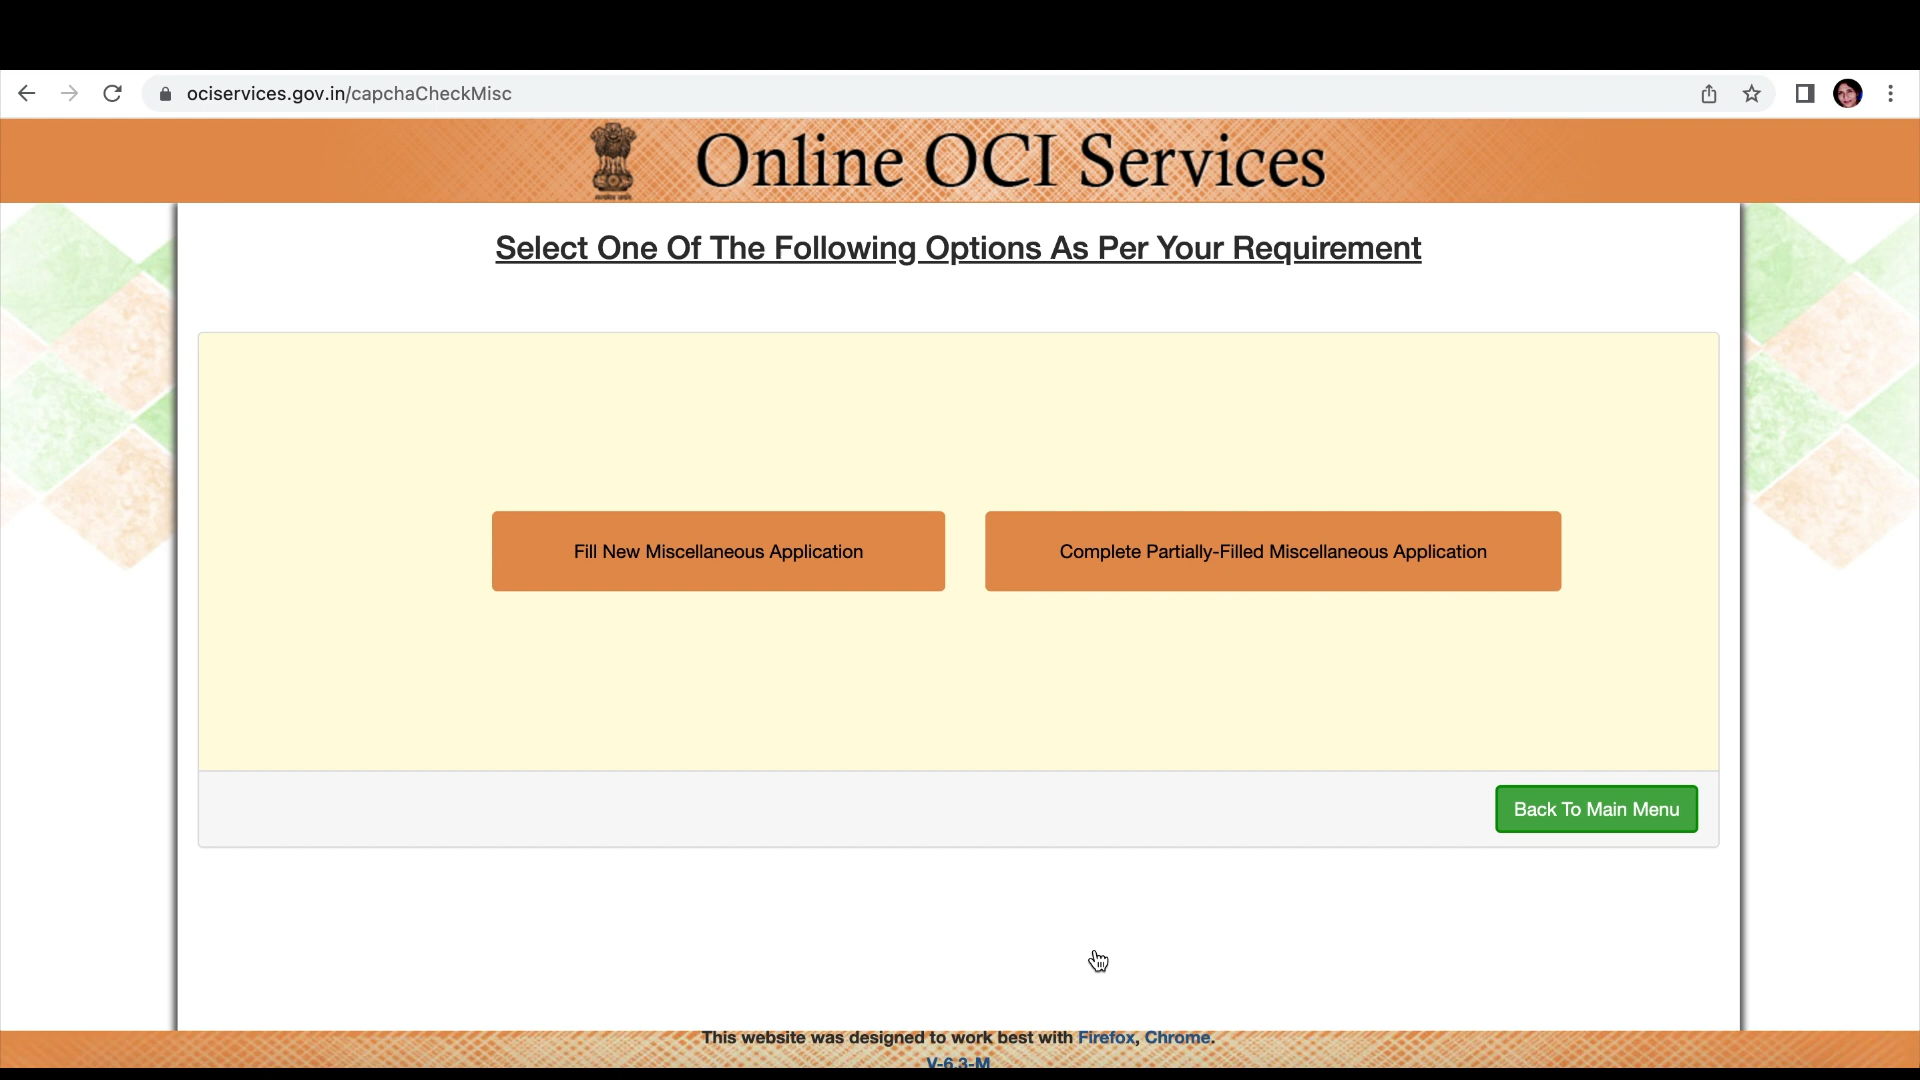 ociservices.gov.in/capchaCheckMisc
Online OCI Services
Select One Of The Following Options As Per Your Requirement
Fill New Miscellaneous Application
Complete Partially-Filled Miscellaneous Application
Back To Main Menu
This website was designed to work best with Firefox, Chrome.
V-6.3-M